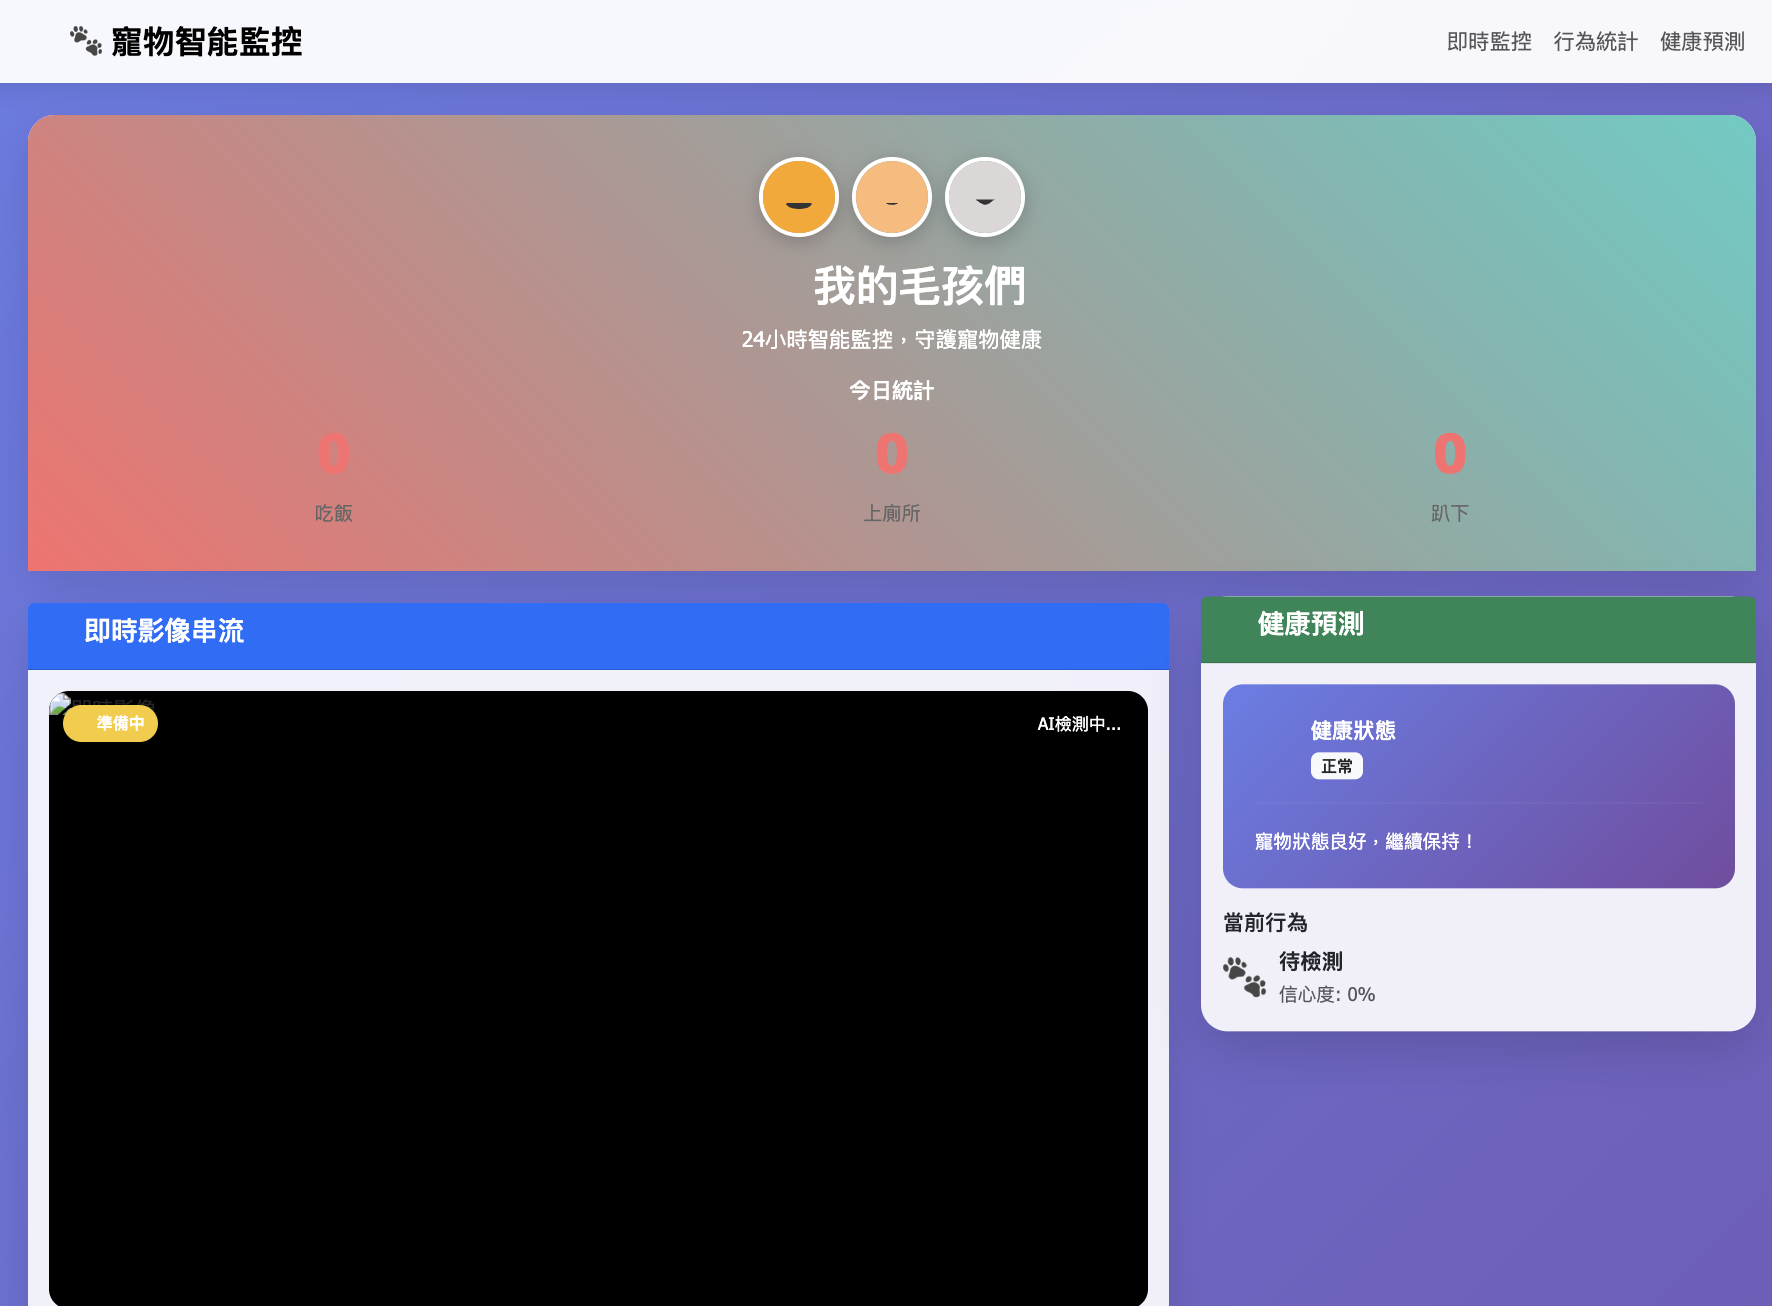 寵物智能監控
即時監控 行為統計 健康預測
我的毛孩們
24小時智能監控，守護寵物健康
今日統計
0 0 0
吃飯 上廁所 趴下
即時影像串流
健康預測
準備中
AI檢測中...
健康狀態
正常
寵物狀態良好，繼續保持！
當前行為
待檢測
信心度: 0%